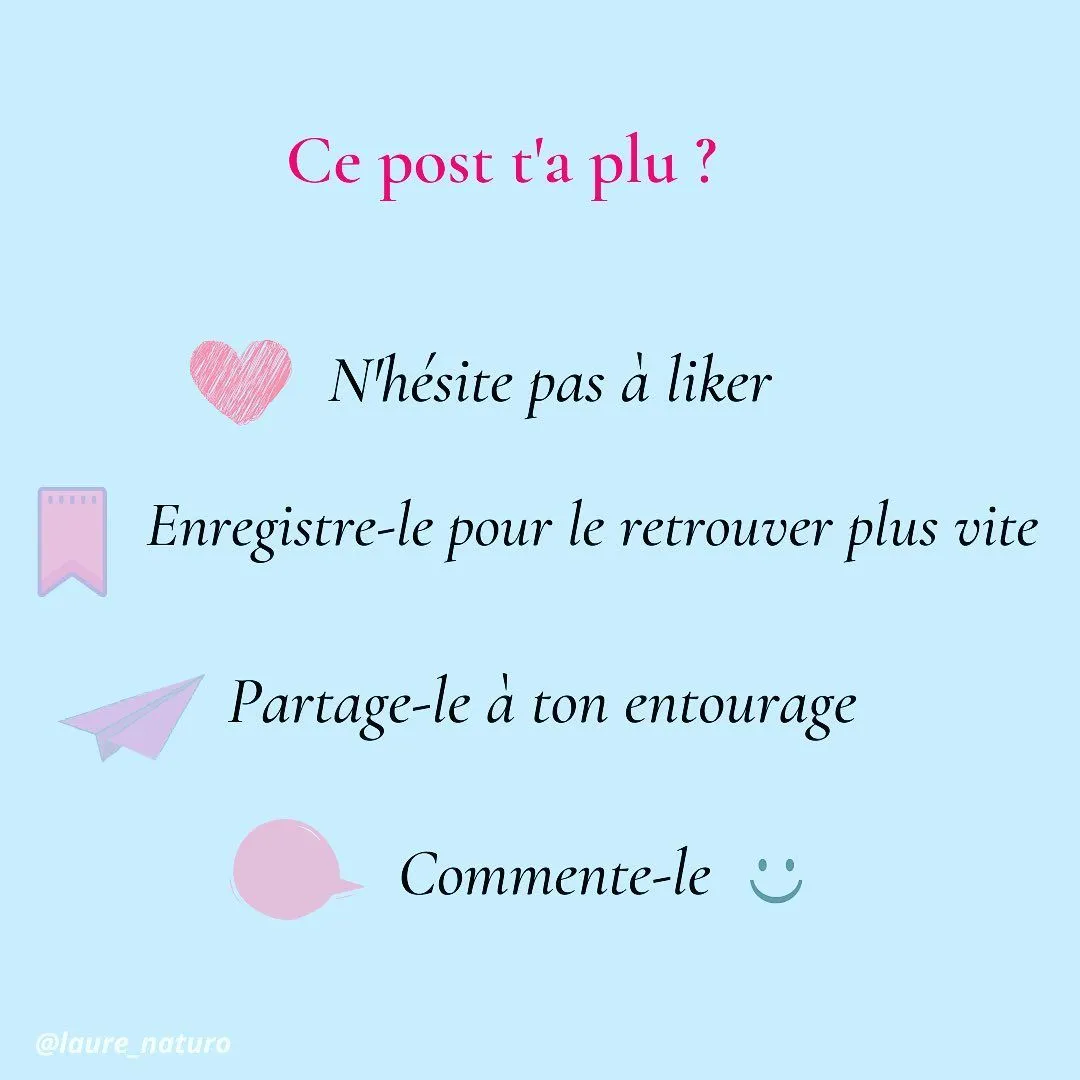 Ce post t'a plu ?
N'hésite pas à liker
Enregistre-le pour le retrouver plus vite
Partage-le à ton entourage
Commente-le
@laure_naturo